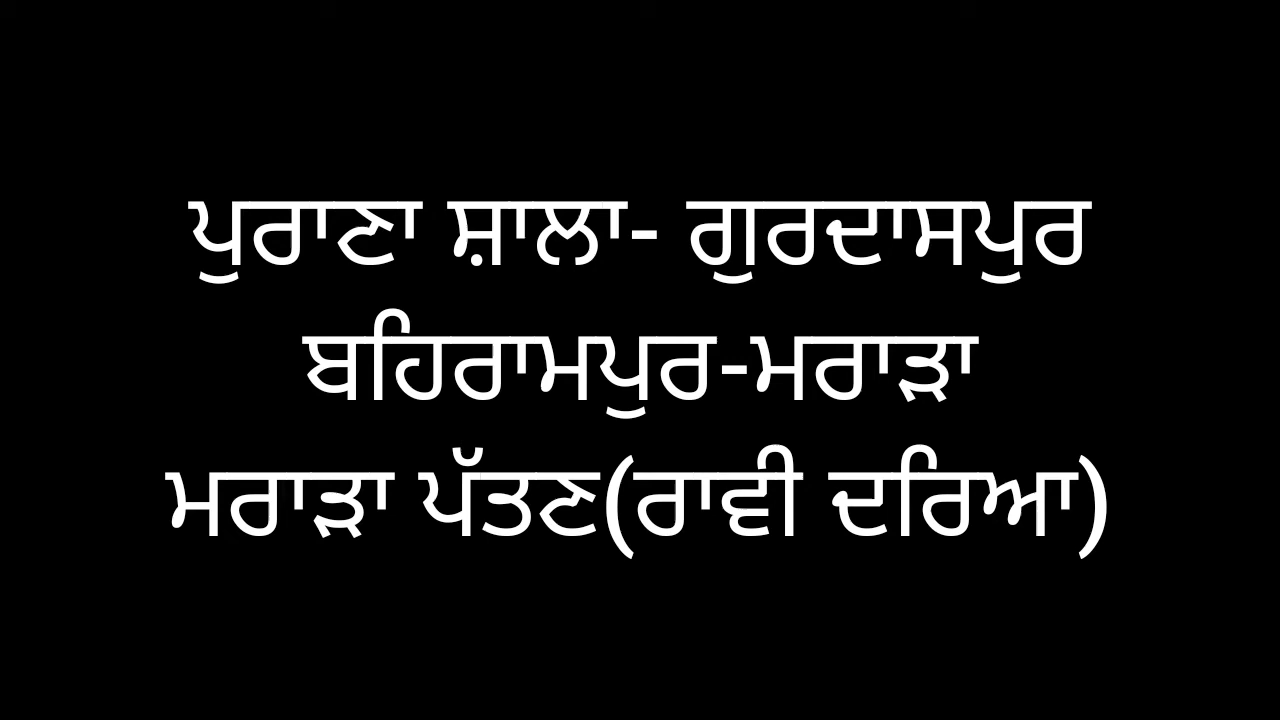 ਪੁਰਾਣਾ ਸ਼ਾਲਾ- ਗੁਰਦਾਸਪੁਰ
ਬਹਿਰਾਮਪੁਰ-ਮਰਾੜਾ
ਮਰਾੜਾ ਪੱਤਣ(ਰਾਵੀ ਦਰਿਆ)